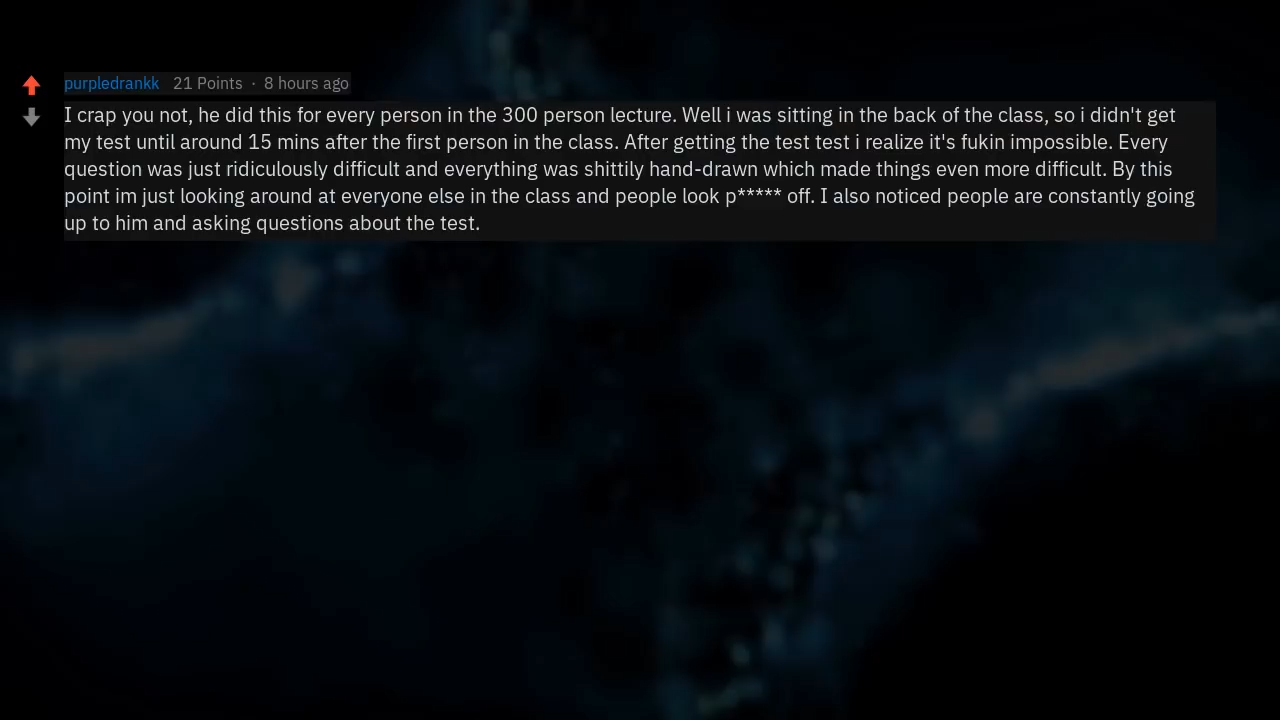 purpledrankk 21 Points · 8 hours ago
I crap you not, he did this for every person in the 300 person lecture. Well i was sitting in the back of the class, so i didn't get
my test until around 15 mins after the first person in the class. After getting the test test i realize it's fukin impossible. Every
question was just ridiculously difficult and everything was shittily hand-drawn which made things even more difficult. By this
point im just looking around at everyone else in the class and people look p***** off. I also noticed people are constantly going
up to him and asking questions about the test.